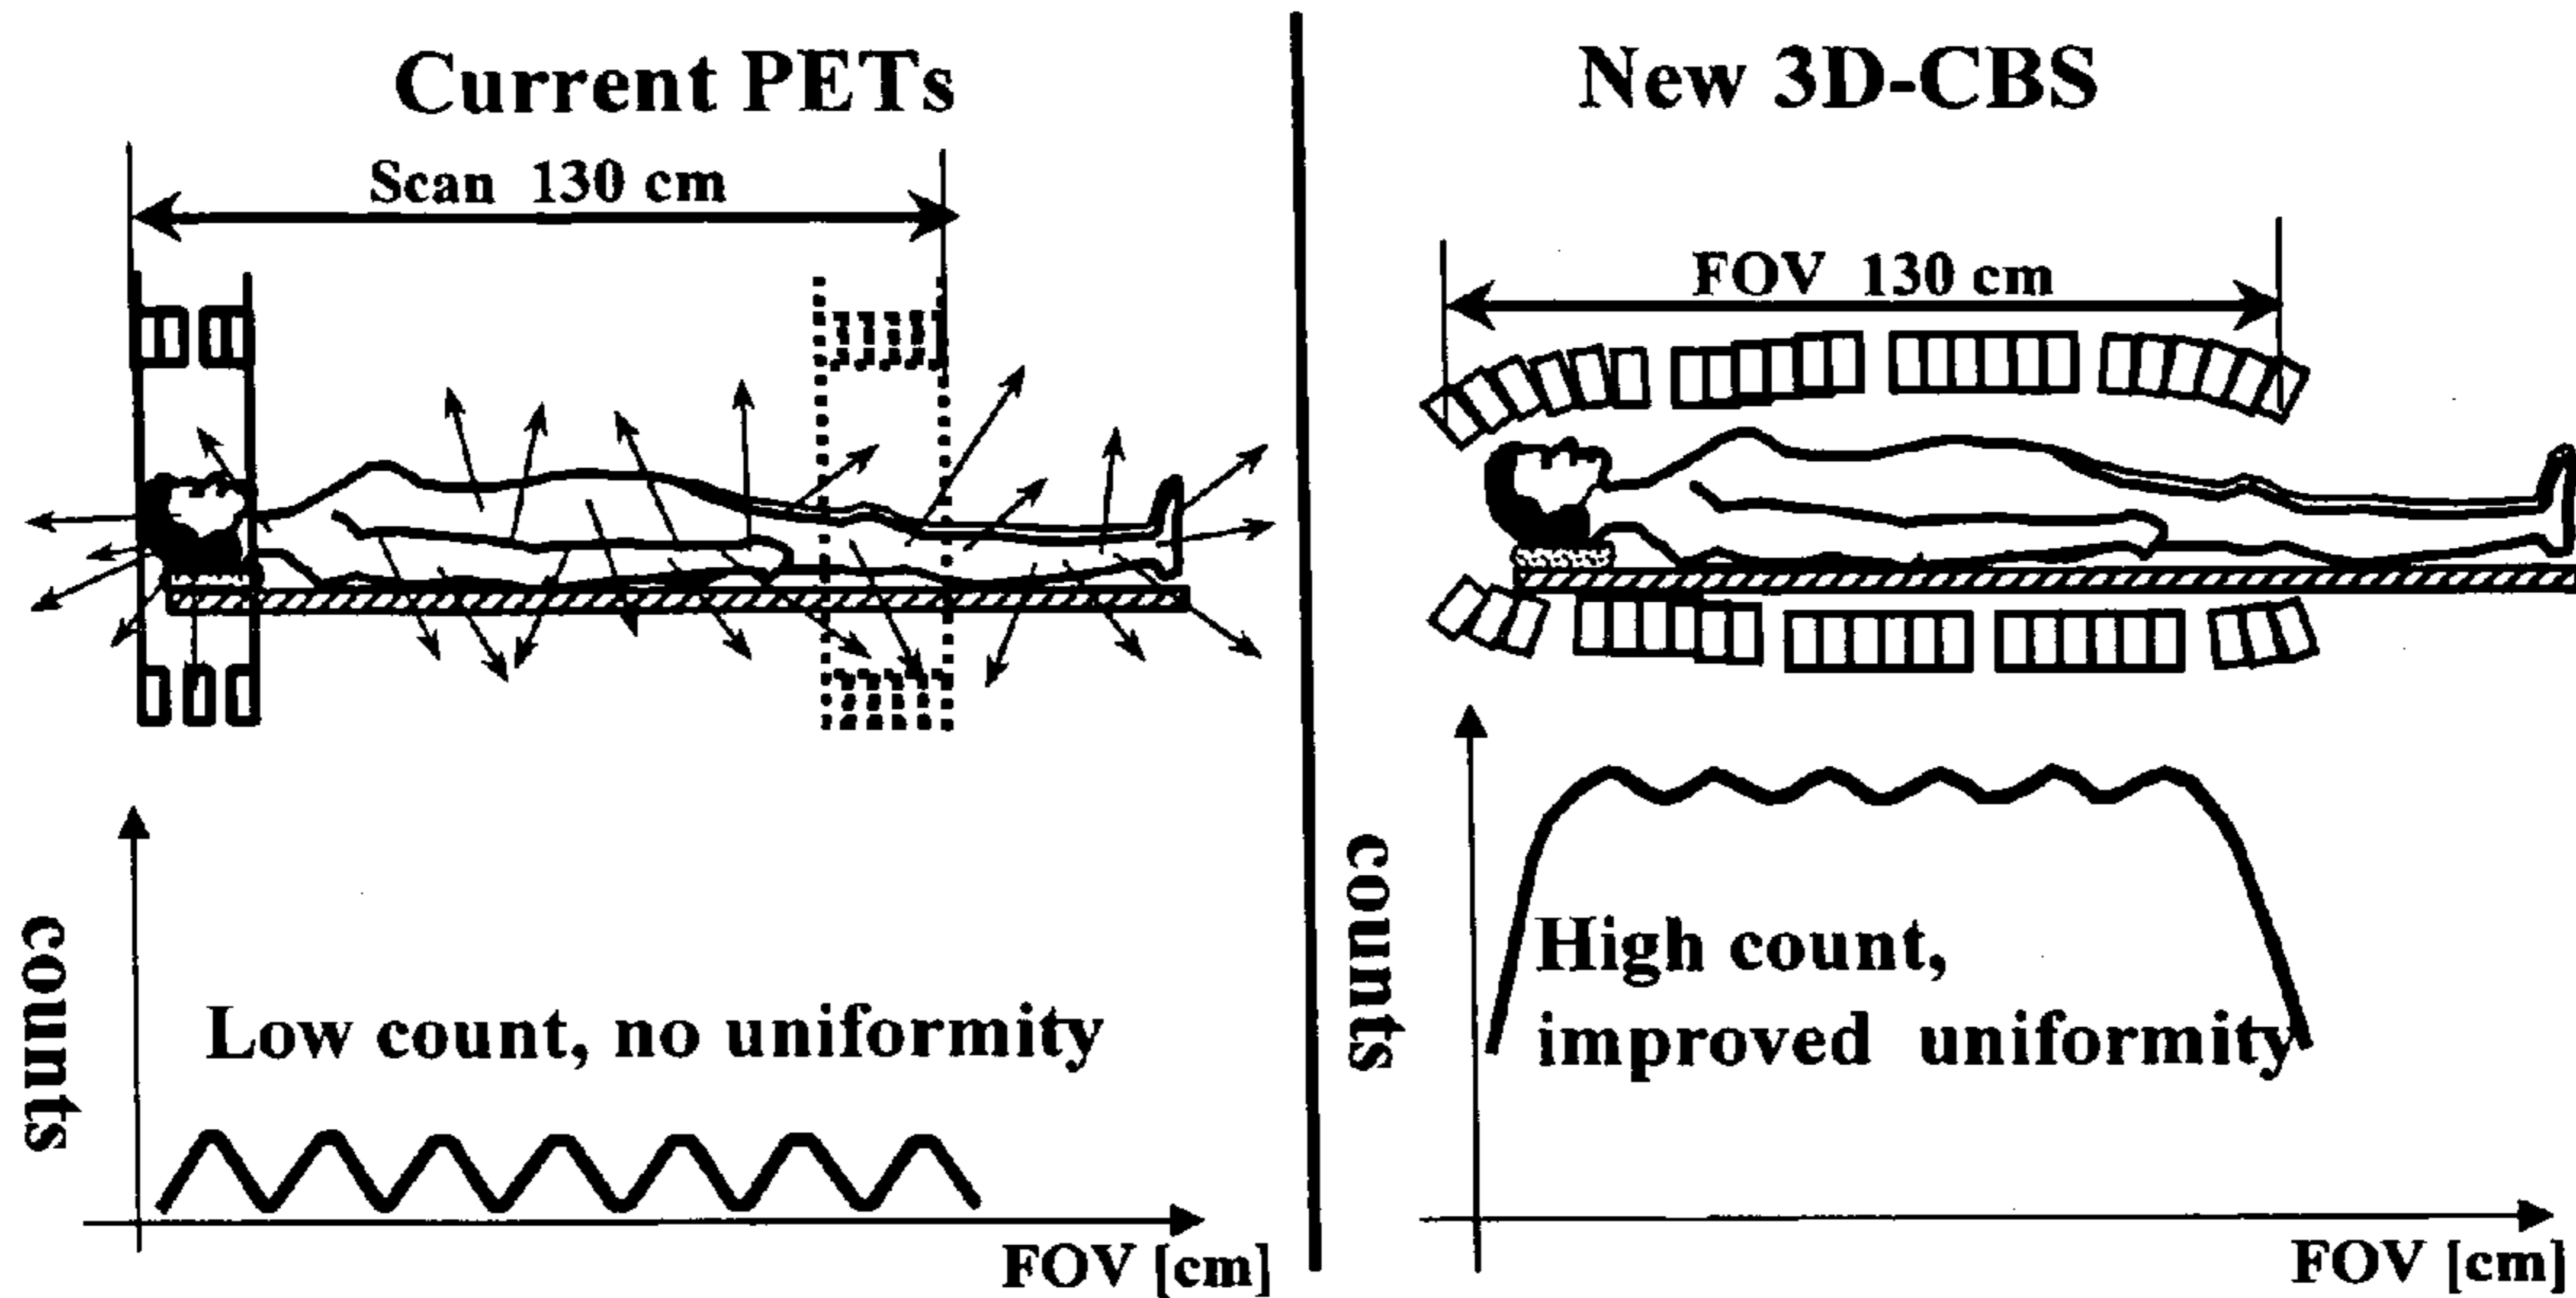 Current PETs
Scan 130 cm
counts
Low count, no uniformity
FOV [cm]
New 3D-CBS
FOV 130 cm
counts
High count,
improved uniformity
FOV [cm]